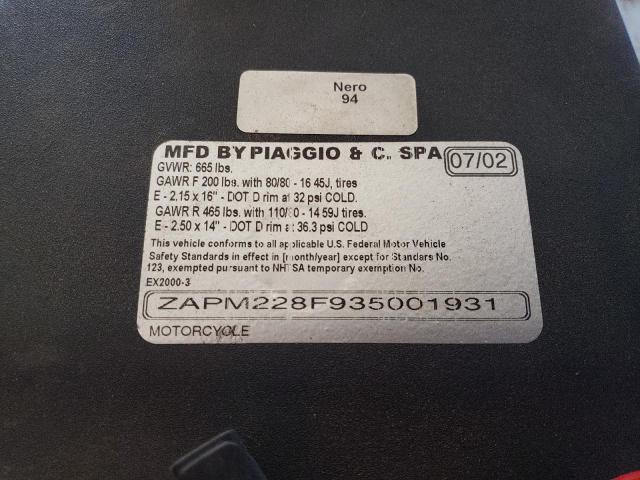 Nero
94
MFD BY PIAGGIO & C. SPA 07/02
GVWR: 665 lbs.
GAWR F 200 lbs. with 80/80 - 16 45J, tires
E - 2.15 x 16" - DOT D rim at 32 psi COLD.
GAWR R 465 lbs. with 110/80 - 14 59J tires.
E - 2.50 x 14" - DOT D rim at 36.3 psi COLD
This vehicle conforms to all applicable U.S. Federal Motor Vehicle
Safety Standards in effect in [month/year] except for Standars No.
123, exempted pursuant to NHTSA temporary exemption No.
EX2000-3
ZAPM228F935001931
MOTORCYCLE